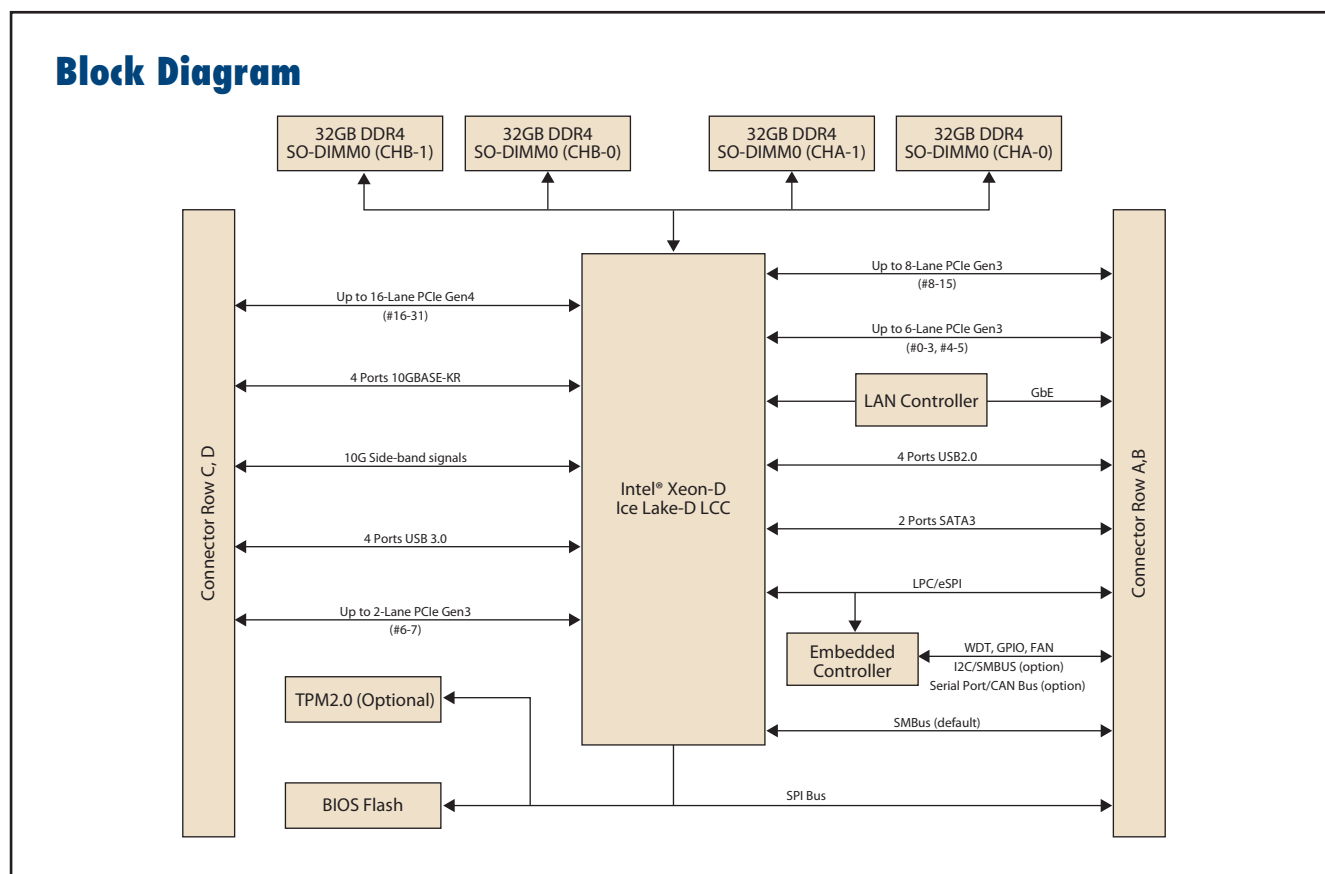 Block Diagram
32GB DDR4
SO-DIMM0 (CHB-1)
32GB DDR4
SO-DIMM0 (CHB-0)
32GB DDR4
SO-DIMM0 (CHA-1)
32GB DDR4
SO-DIMM0 (CHA-0)
Connector Row C, D
Up to 16-Lane PCIe Gen4
(#16-31)
4 Ports 10GBASE-KR
10G Side-band signals
4 Ports USB 3.0
Up to 2-Lane PCIe Gen3
(#6-7)
TPM2.0 (Optional)
BIOS Flash
Intel® Xeon-D
Ice Lake-D LCC
Up to 8-Lane PCIe Gen3
(#8-15)
Up to 6-Lane PCIe Gen3
(#0-3, #4-5)
LAN Controller
GbE
4 Ports USB2.0
2 Ports SATA3
LPC/eSPI
Embedded
Controller
WDT, GPIO, FAN
I2C/SMBUS (option)
Serial Port/CAN Bus (option)
SMBus (default)
SPI Bus
Connector Row A,B